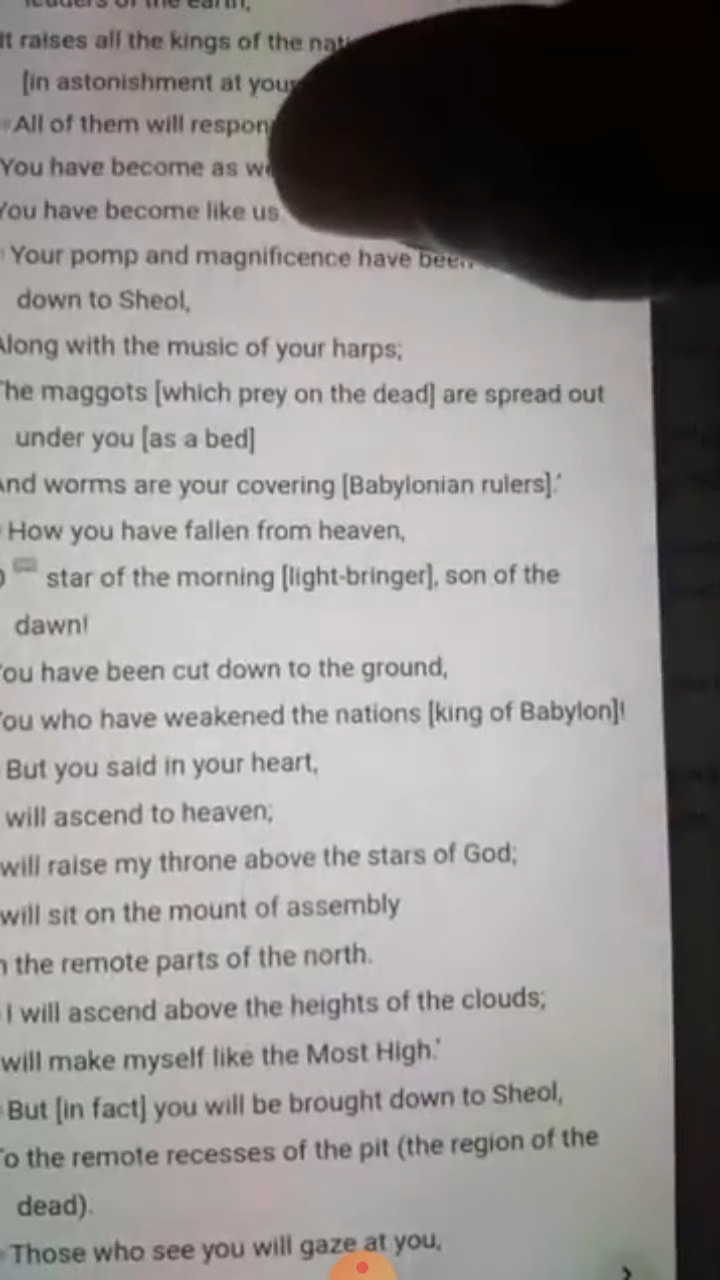 leaders of the earth;
It raises all the kings of the
[in astonishment at your
All of them will
You have become as
You have become like us
Your pomp and magnificence have been
down to Sheol,
Along with the music of your harps;
The maggots [which prey on the dead] are spread out
under you [as a bed]
And worms are your covering [Babylonian rulers].'
How you have fallen from heaven,
O star of the morning [light-bringer], son of the
dawn!
You have been cut down to the ground,
You who have weakened the nations [king of Babylon]!
But you said in your heart,
will ascend to heaven;
will raise my throne above the stars of God;
will sit on the mount of assembly
the remote parts of the north.
I will ascend above the heights of the clouds;
will make myself like the Most High.'
But [in fact] you will be brought down to Sheol,
To the remote recesses of the pit (the region of the
dead).
Those who see you will gaze at you,